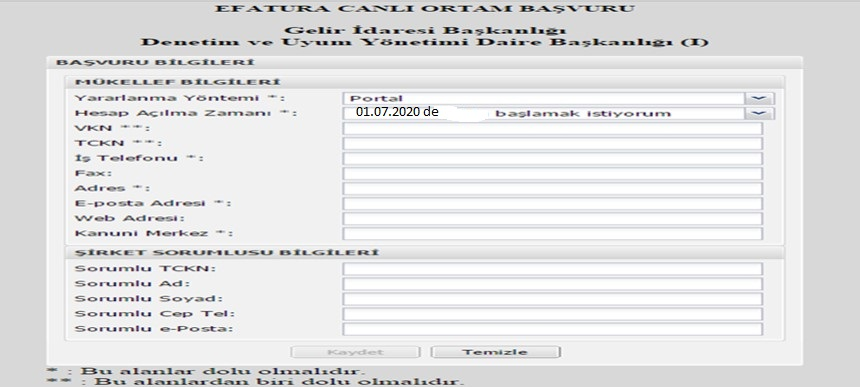 EFATURA CANLI ORTAM BAŞVURU
Gelir İdaresi Başkanlığı
Denetim ve Uyum Yönetimi Daire Başkanlığı (I)
BAŞVURU BİLGİLERİ
MÜKELLEF BİLGİLERİ
Yararlanma Yöntemi *: Portal
Hesap Açılma Zamanı *: 01.07.2020 de başlamak istiyorum
VKN **:
TCKN **:
İş Telefonu *:
Fax:
Adres *:
E-posta Adresi *:
Web Adresi:
Kanuni Merkez *:
ŞİRKET SORUMLUSU BİLGİLERİ
Sorumlu TCKN:
Sorumlu Ad:
Sorumlu Soyad:
Sorumlu Cep Tel:
Sorumlu e-Posta:
Kaydet Temizle
* : Bu alanlar dolu olmalıdır.
** : Bu alanlardan biri dolu olmalıdır.